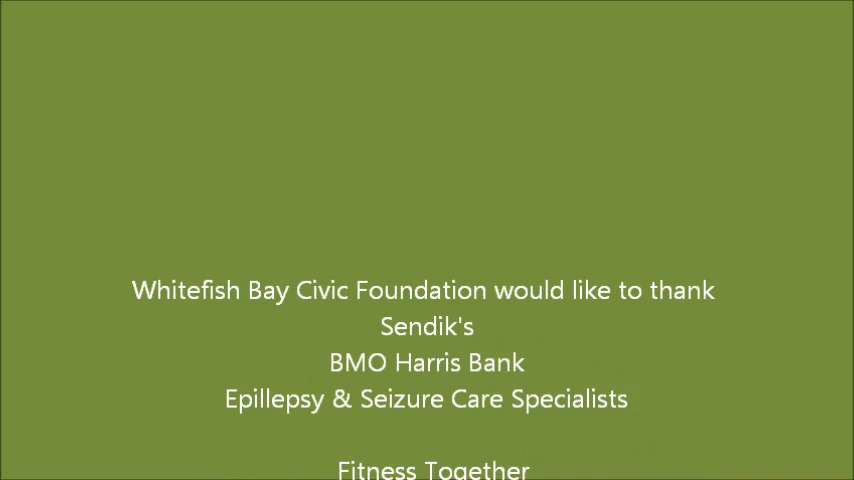 Whitefish Bay Civic Foundation would like to thank
Sendik's
BMO Harris Bank
Epillepsy & Seizure Care Specialists
Fitness Together